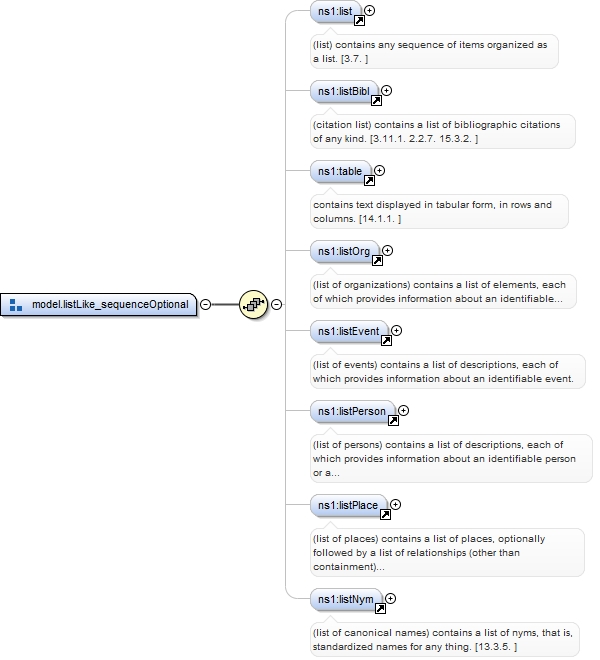 ns1:list
(list) contains any sequence of items organized as
a list. [3.7. ]
ns1:listBibl
(citation list) contains a list of bibliographic citations
of any kind. [3.11.1. 2.2.7. 15.3.2. ]
ns1:table
contains text displayed in tabular form, in rows and
columns. [14.1.1. ]
ns1:listOrg
(list of organizations) contains a list of elements, each
of which provides information about an identifiable...
model.listLike_sequenceOptional
ns1:listEvent
(list of events) contains a list of descriptions, each of
which provides information about an identifiable event.
ns1:listPerson
(list of persons) contains a list of descriptions, each of
which provides information about an identifiable person
or a...
ns1:listPlace
(list of places) contains a list of places, optionally
followed by a list of relationships (other than
containment)...
ns1:listNym
(list of canonical names) contains a list of nyms, that is,
standardized names for any thing. [13.3.5. ]